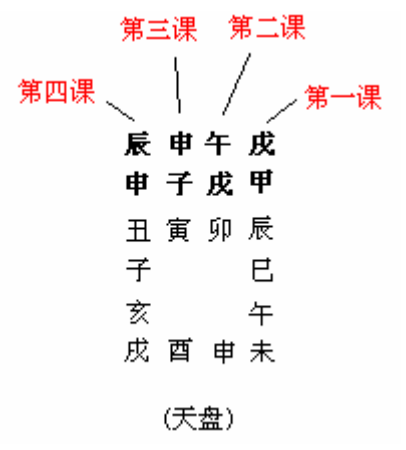 第三课 第二课
第四课 第一课
辰 申 午 戌
申 子 戌 甲
丑 寅 卯 辰
子 巳
亥 午
戌 酉 申 未
(天盘)